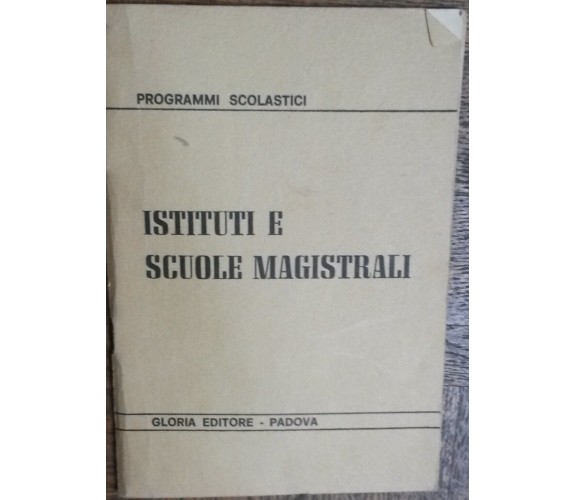 PROGRAMMI SCOLASTICI
ISTITUTI E
SCUOLE MAGISTRALI
GLORIA EDITORE - PADOVA